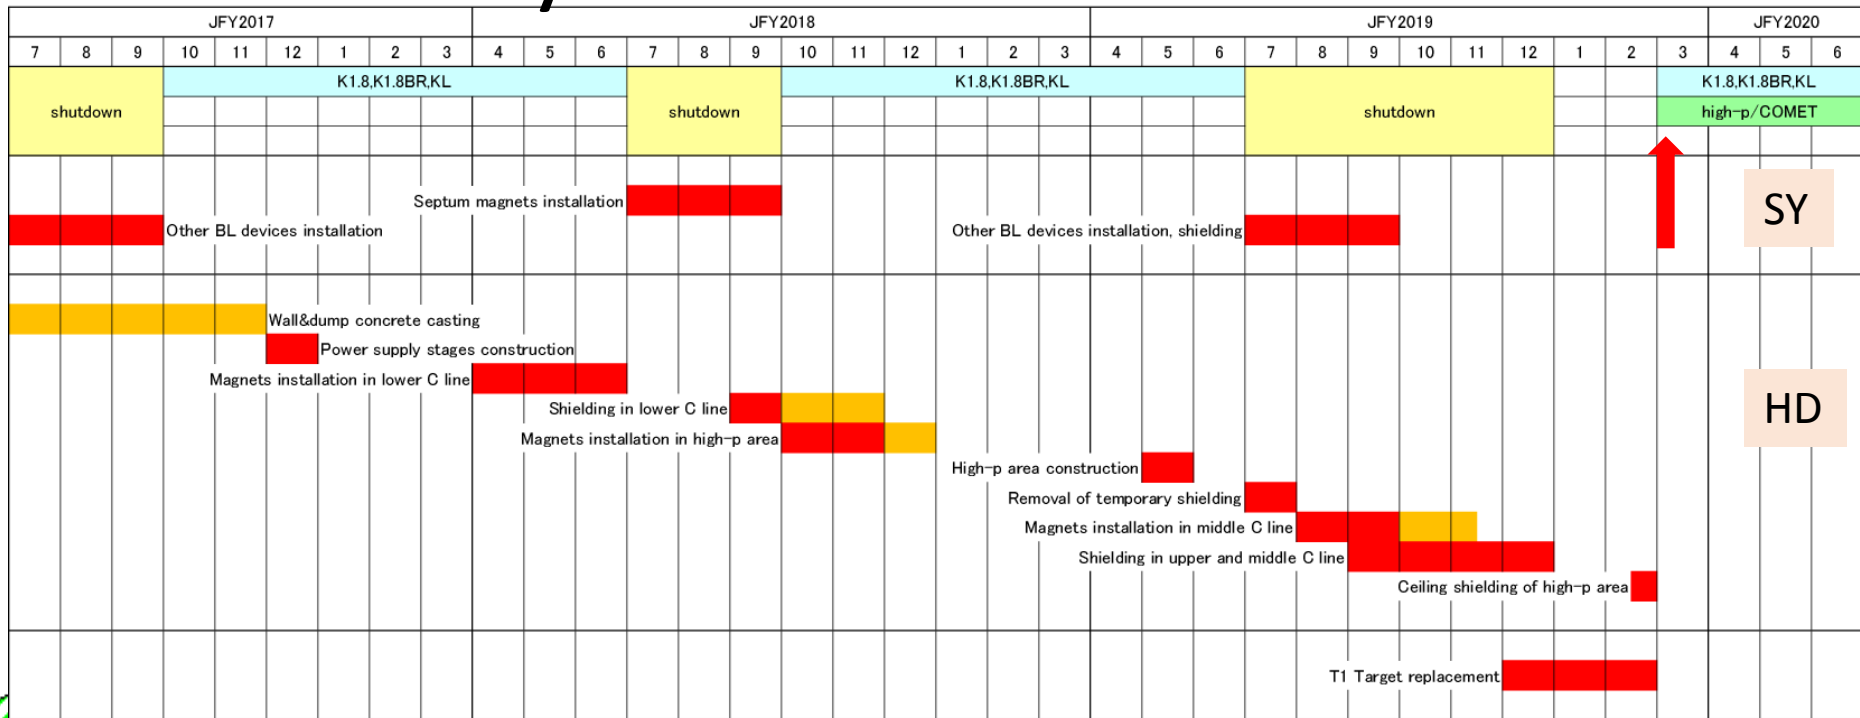 JFY2017 JFY2018 JFY2019 JFY2020
7 8 9 10 11 12 1 2 3 4 5 6 7 8 9 10 11 12 1 2 3 4 5 6 7 8 9 10 11 12 1 2 3 4 5 6
K1.8,K1.8BR,KL K1.8,K1.8BR,KL K1.8,K1.8BR,KL
shutdown shutdown shutdown high-p/COMET
Septum magnets installation
SY
Other BL devices installation Other BL devices installation, shielding
Wall&dump concrete casting
Power supply stages construction
Magnets installation in lower C line
Shielding in lower C line
HD
Magnets installation in high-p area
High-p area construction
Removal of temporary shielding
Magnets installation in middle C line
Shielding in upper and middle C line
Ceiling shielding of high-p area
T1 Target replacement